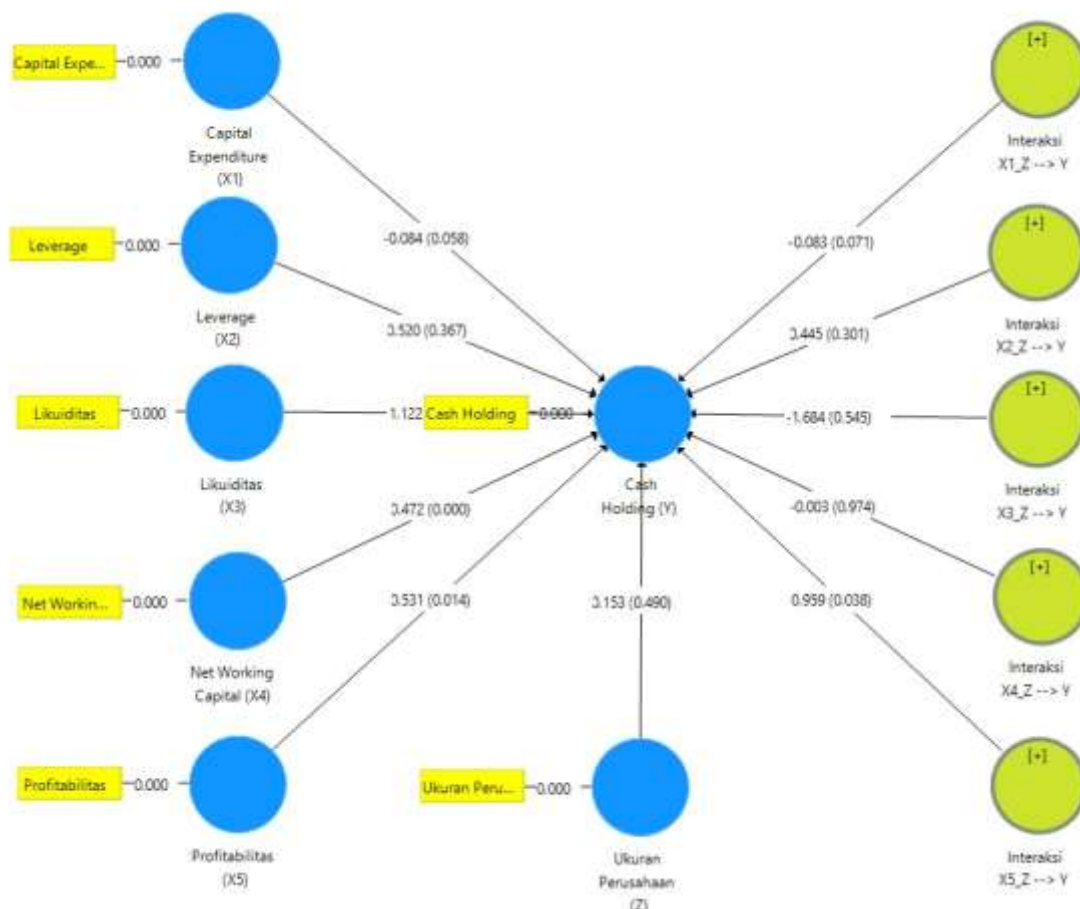 [+]
Capital Expe...
0.000
Capital
Expenditure
(X1)
Interaksi
X1_Z --> Y
Leverage
0.000
-0.084 (0.058)
-0.083 (0.071)
[+]
Leverage
(X2)
3.520 (0.367)
3.445 (0.301)
Interaksi
X2_Z --> Y
[+]
Likuiditas
0.000
1.122
Cash Holding
0.000
-1.684 (0.545)
Likuiditas
(X3)
Cash
Holding (Y)
Interaksi
X3_Z --> Y
3.472 (0.000)
-0.003 (0.974)
[+]
Net Workin...
0.000
3.531 (0.014)
3.153 (0.490)
0.959 (0.038)
Net Working
Capital (X4)
Interaksi
X4_Z --> Y
[+]
Profitabilitas
0.000
Ukuran Peru...
0.000
Profitabilitas
(X5)
Ukuran
Perusahaan
(Z)
Interaksi
X5_Z --> Y